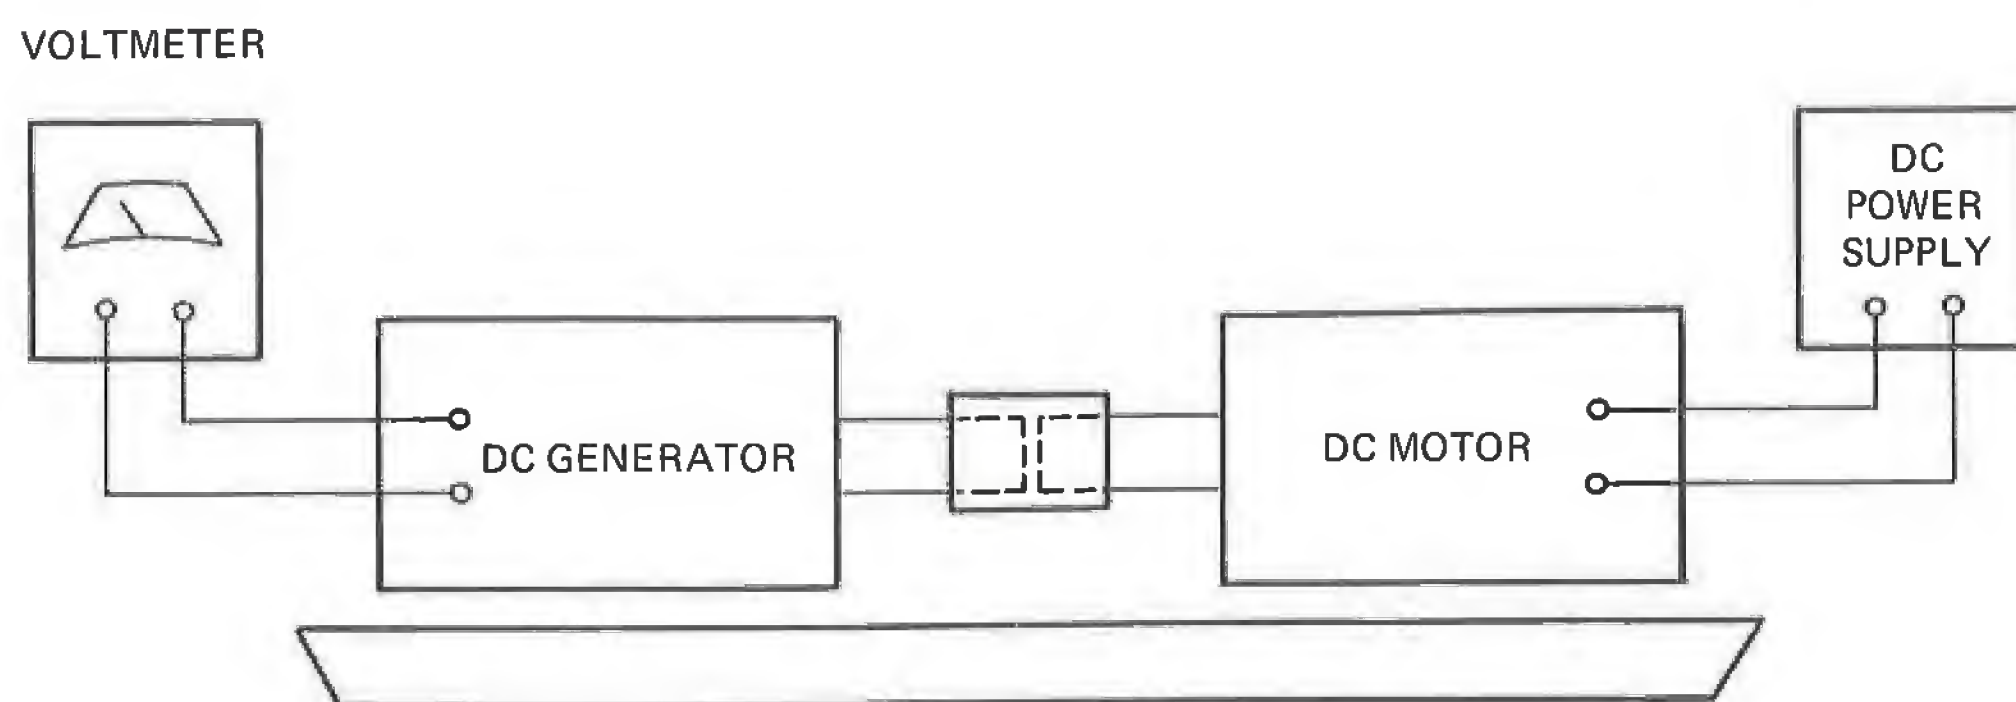 VOLTMETER
DC
POWER
SUPPLY
DC GENERATOR
DC MOTOR